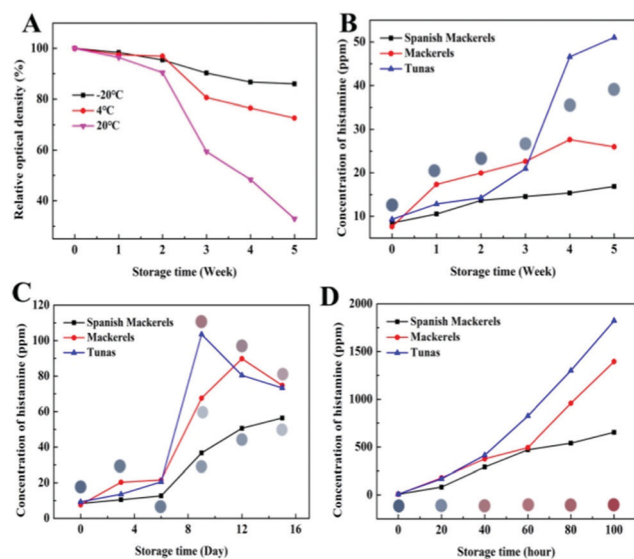 A
Relative optical density (%)
100
80
60
40
-20℃
4℃
20℃
0 1 2 3 4 5
Storage time (Week)
B
Concentration of histamine (ppm)
50
40
30
20
10
Spanish Mackerels
Mackerels
Tunas
0 1 2 3 4 5
Storage time (Week)
C
Concentration of histamine (ppm)
120
100
80
60
40
20
0
Spanish Mackerels
Mackerels
Tunas
0 3 6 9 12 15
Storage time (Day)
D
Concentration of histamine (ppm)
2000
1500
1000
500
0
Spanish Mackerels
Mackerels
Tunas
0 20 40 60 80 100
Storage time (hour)